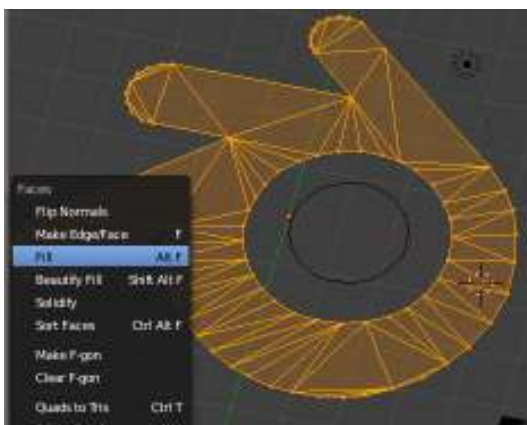 Faces
Flip Normals
Make Edge/Face F
Fill Alt F
Beautify Fill Shift Alt F
Solidify
Sort Faces Ctrl Alt F
Make F-gon
Clear F-gon
Quads to Tris Ctrl T